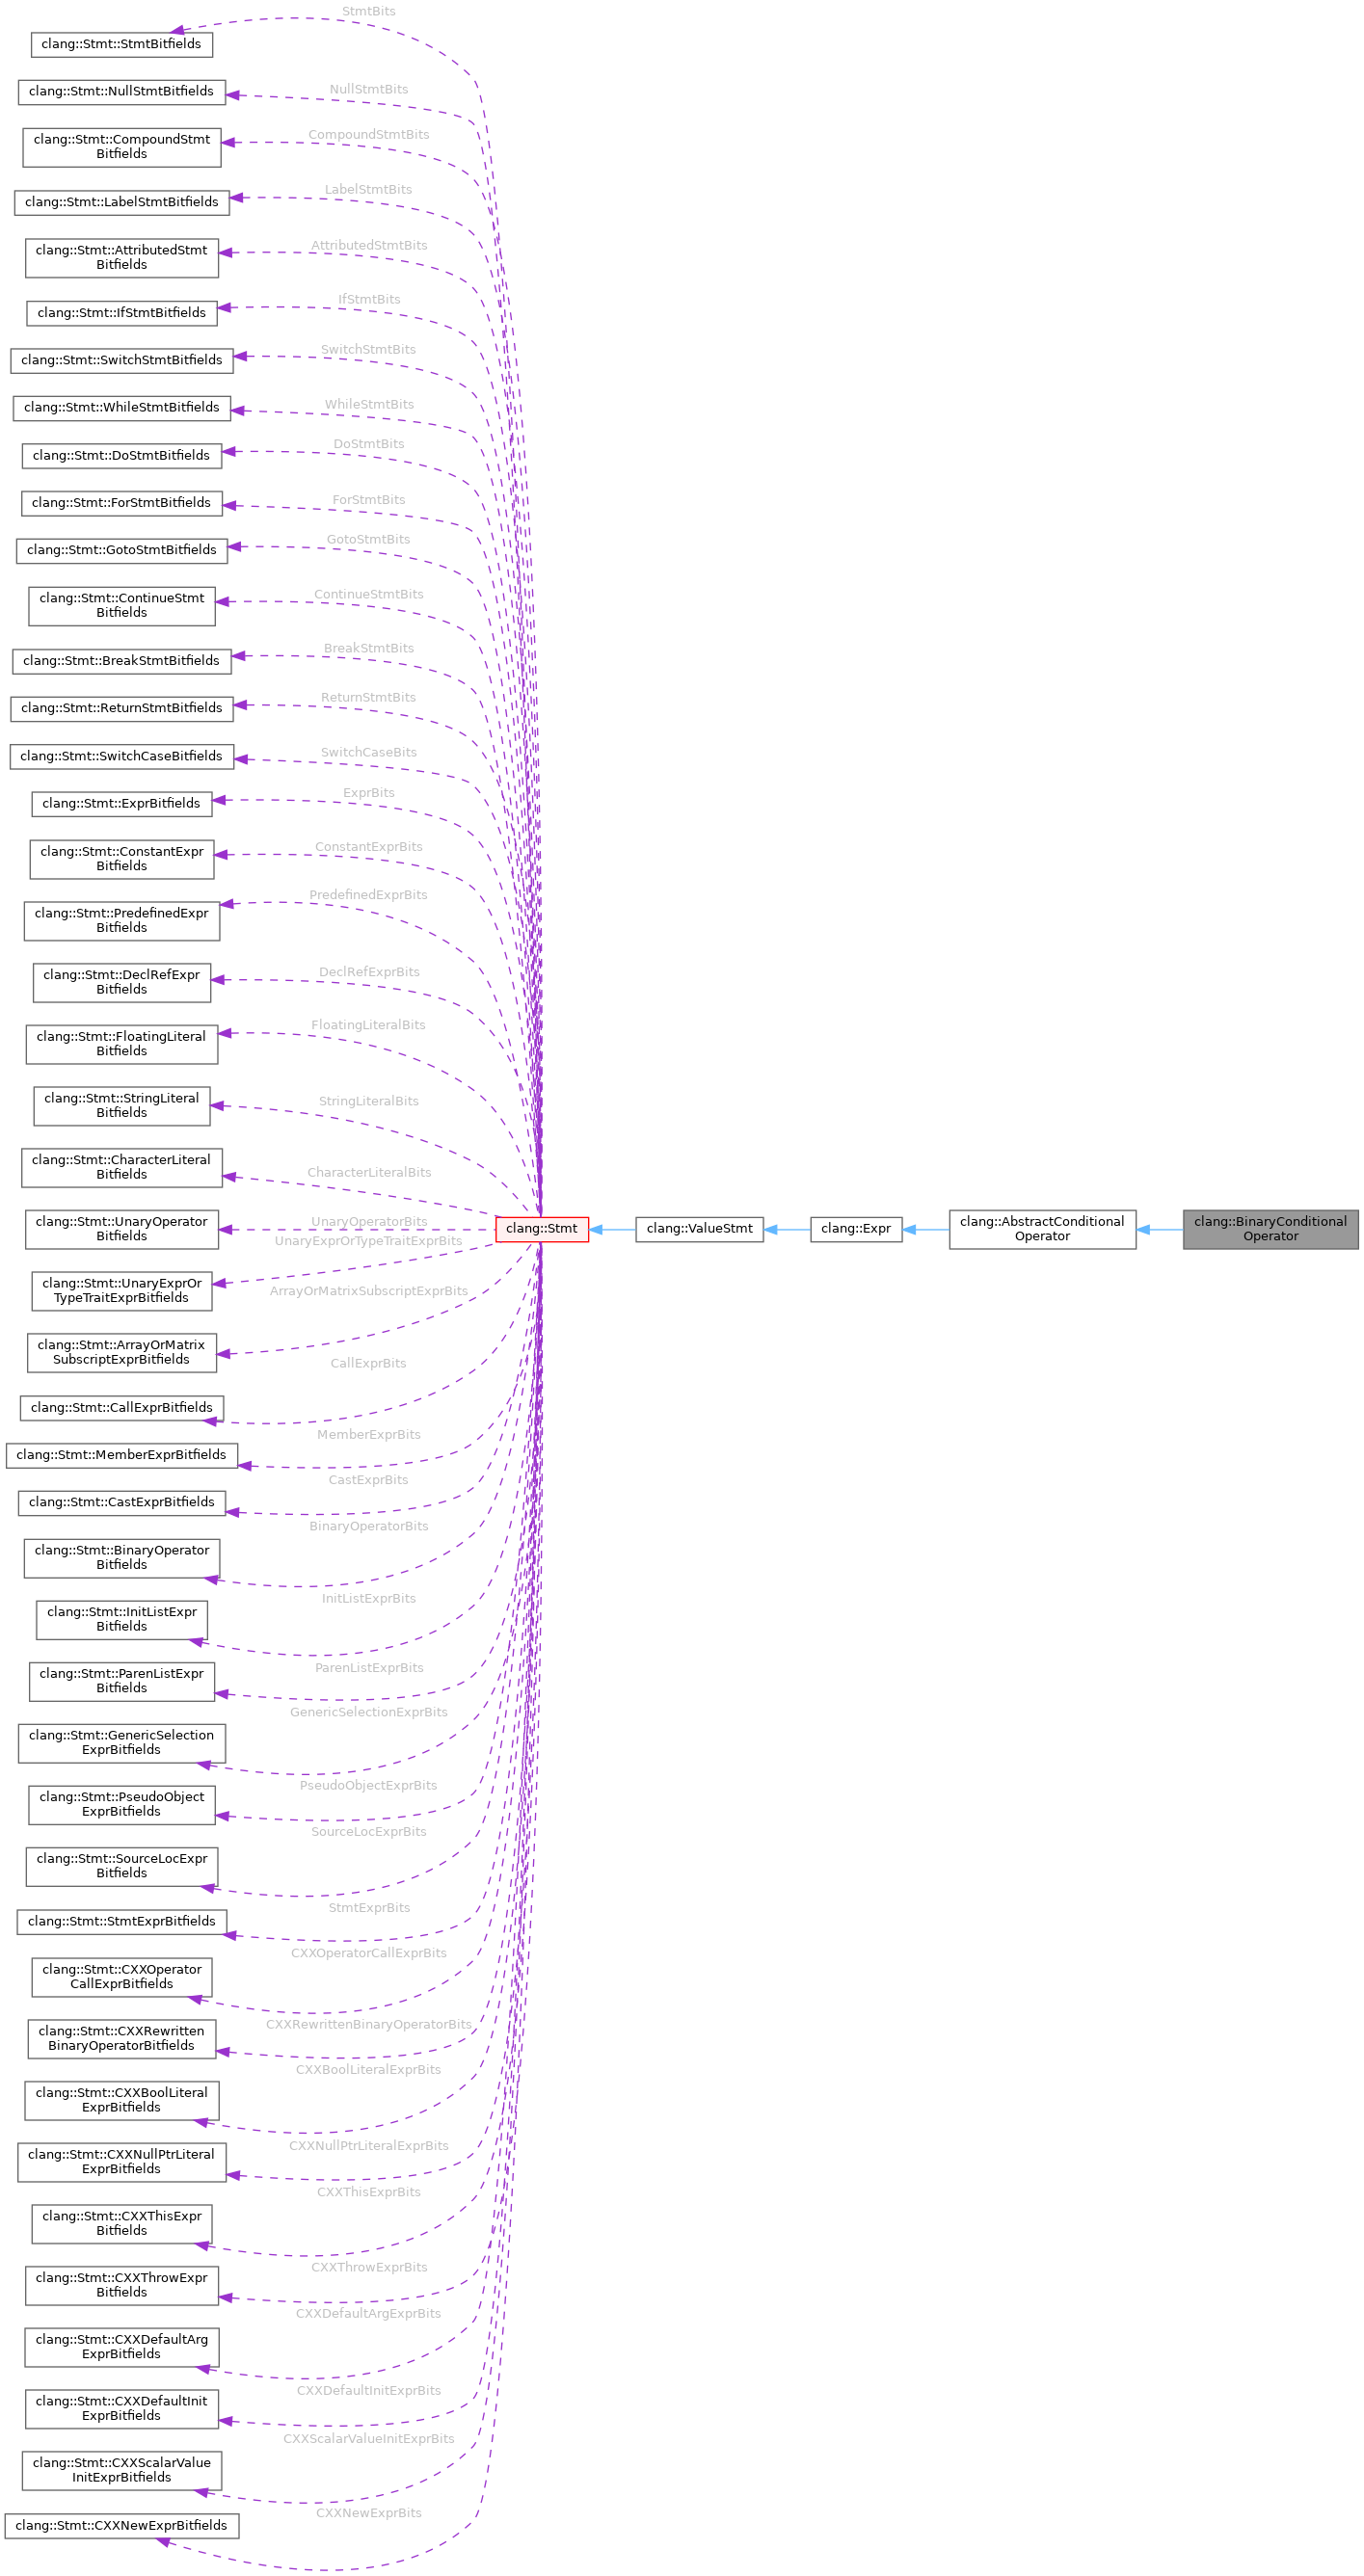 StmtBits
clang::Stmt::StmtBitfields
NullStmtBits
clang::Stmt::NullStmtBitfields
CompoundStmtBits
clang::Stmt::CompoundStmt
Bitfields
LabelStmtBits
clang::Stmt::LabelStmtBitfields
AttributedStmtBits
clang::Stmt::AttributedStmt
Bitfields
IfStmtBits
clang::Stmt::IfStmtBitfields
SwitchStmtBits
clang::Stmt::SwitchStmtBitfields
WhileStmtBits
clang::Stmt::WhileStmtBitfields
DoStmtBits
clang::Stmt::DoStmtBitfields
ForStmtBits
clang::Stmt::ForStmtBitfields
GotoStmtBits
clang::Stmt::GotoStmtBitfields
ContinueStmtBits
clang::Stmt::ContinueStmt
Bitfields
BreakStmtBits
clang::Stmt::BreakStmtBitfields
ReturnStmtBits
clang::Stmt::ReturnStmtBitfields
SwitchCaseBits
clang::Stmt::SwitchCaseBitfields
ExprBits
clang::Stmt::ExprBitfields
ConstantExprBits
clang::Stmt::ConstantExpr
Bitfields
PredefinedExprBits
clang::Stmt::PredefinedExpr
Bitfields
DeclRefExprBits
clang::Stmt::DeclRefExpr
Bitfields
FloatingLiteralBits
clang::Stmt::FloatingLiteral
Bitfields
StringLiteralBits
clang::Stmt::StringLiteral
Bitfields
CharacterLiteralBits
clang::Stmt::CharacterLiteral
Bitfields
UnaryOperatorBits
clang::Stmt::UnaryOperator
Bitfields
clang::Stmt
clang::ValueStmt
clang::Expr
clang::AbstractConditional
Operator
clang::BinaryConditional
Operator
UnaryExprOrTypeTraitExprBits
clang::Stmt::UnaryExprOr
TypeTraitExprBitfields
ArrayOrMatrixSubscriptExprBits
clang::Stmt::ArrayOrMatrix
SubscriptExprBitfields
CallExprBits
clang::Stmt::CallExprBitfields
MemberExprBits
clang::Stmt::MemberExprBitfields
CastExprBits
clang::Stmt::CastExprBitfields
BinaryOperatorBits
clang::Stmt::BinaryOperator
Bitfields
InitListExprBits
clang::Stmt::InitListExpr
Bitfields
ParenListExprBits
clang::Stmt::ParenListExpr
Bitfields
GenericSelectionExprBits
clang::Stmt::GenericSelection
ExprBitfields
PseudoObjectExprBits
clang::Stmt::PseudoObject
ExprBitfields
SourceLocExprBits
clang::Stmt::SourceLocExpr
Bitfields
StmtExprBits
clang::Stmt::StmtExprBitfields
CXXOperatorCallExprBits
clang::Stmt::CXXOperator
CallExprBitfields
CXXRewrittenBinaryOperatorBits
clang::Stmt::CXXRewritten
BinaryOperatorBitfields
CXXBoolLiteralExprBits
clang::Stmt::CXXBoolLiteral
ExprBitfields
CXXNullPtrLiteralExprBits
clang::Stmt::CXXNullPtrLiteral
ExprBitfields
CXXThisExprBits
clang::Stmt::CXXThisExpr
Bitfields
CXXThrowExprBits
clang::Stmt::CXXThrowExpr
Bitfields
CXXDefaultArgExprBits
clang::Stmt::CXXDefaultArg
ExprBitfields
CXXDefaultInitExprBits
clang::Stmt::CXXDefaultInit
ExprBitfields
CXXScalarValueInitExprBits
clang::Stmt::CXXScalarValue
InitExprBitfields
CXXNewExprBits
clang::Stmt::CXXNewExprBitfields